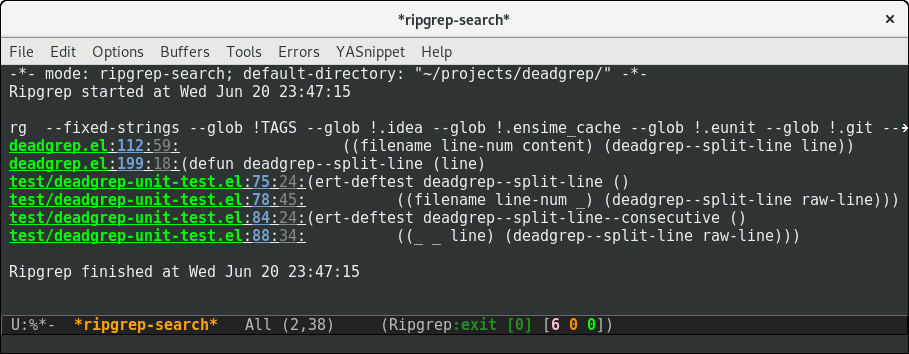 *ripgrep-search*
×
File Edit Options Buffers Tools Errors YASnippet Help
-*- mode: ripgrep-search; default-directory: "~/projects/deadgrep/" -*-
Ripgrep started at Wed Jun 20 23:47:15

rg  --fixed-strings --glob !TAGS --glob !.idea --glob !.ensime_cache --glob !.eunit --glob !.git --→
deadgrep.el:112:59:                  ((filename line-num content) (deadgrep--split-line line))
deadgrep.el:199:18:(defun deadgrep--split-line (line)
test/deadgrep-unit-test.el:75:24:(ert-deftest deadgrep--split-line ()
test/deadgrep-unit-test.el:78:45:          ((filename line-num _) (deadgrep--split-line raw-line)))
test/deadgrep-unit-test.el:84:24:(ert-deftest deadgrep--split-line--consecutive ()
test/deadgrep-unit-test.el:88:34:          ((_ _ line) (deadgrep--split-line raw-line)))

Ripgrep finished at Wed Jun 20 23:47:15

U:%*-  *ripgrep-search*   All (2,38)     (Ripgrep:exit [0] [6 0 0])